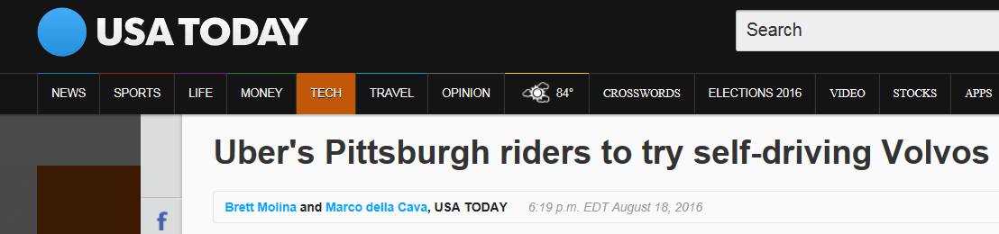 USA TODAY
Search
NEWS SPORTS LIFE MONEY TECH TRAVEL OPINION 84° CROSSWORDS ELECTIONS 2016 VIDEO STOCKS APPS
Uber's Pittsburgh riders to try self-driving Volvos
Brett Molina and Marco della Cava, USA TODAY 6:19 p.m. EDT August 18, 2016
f